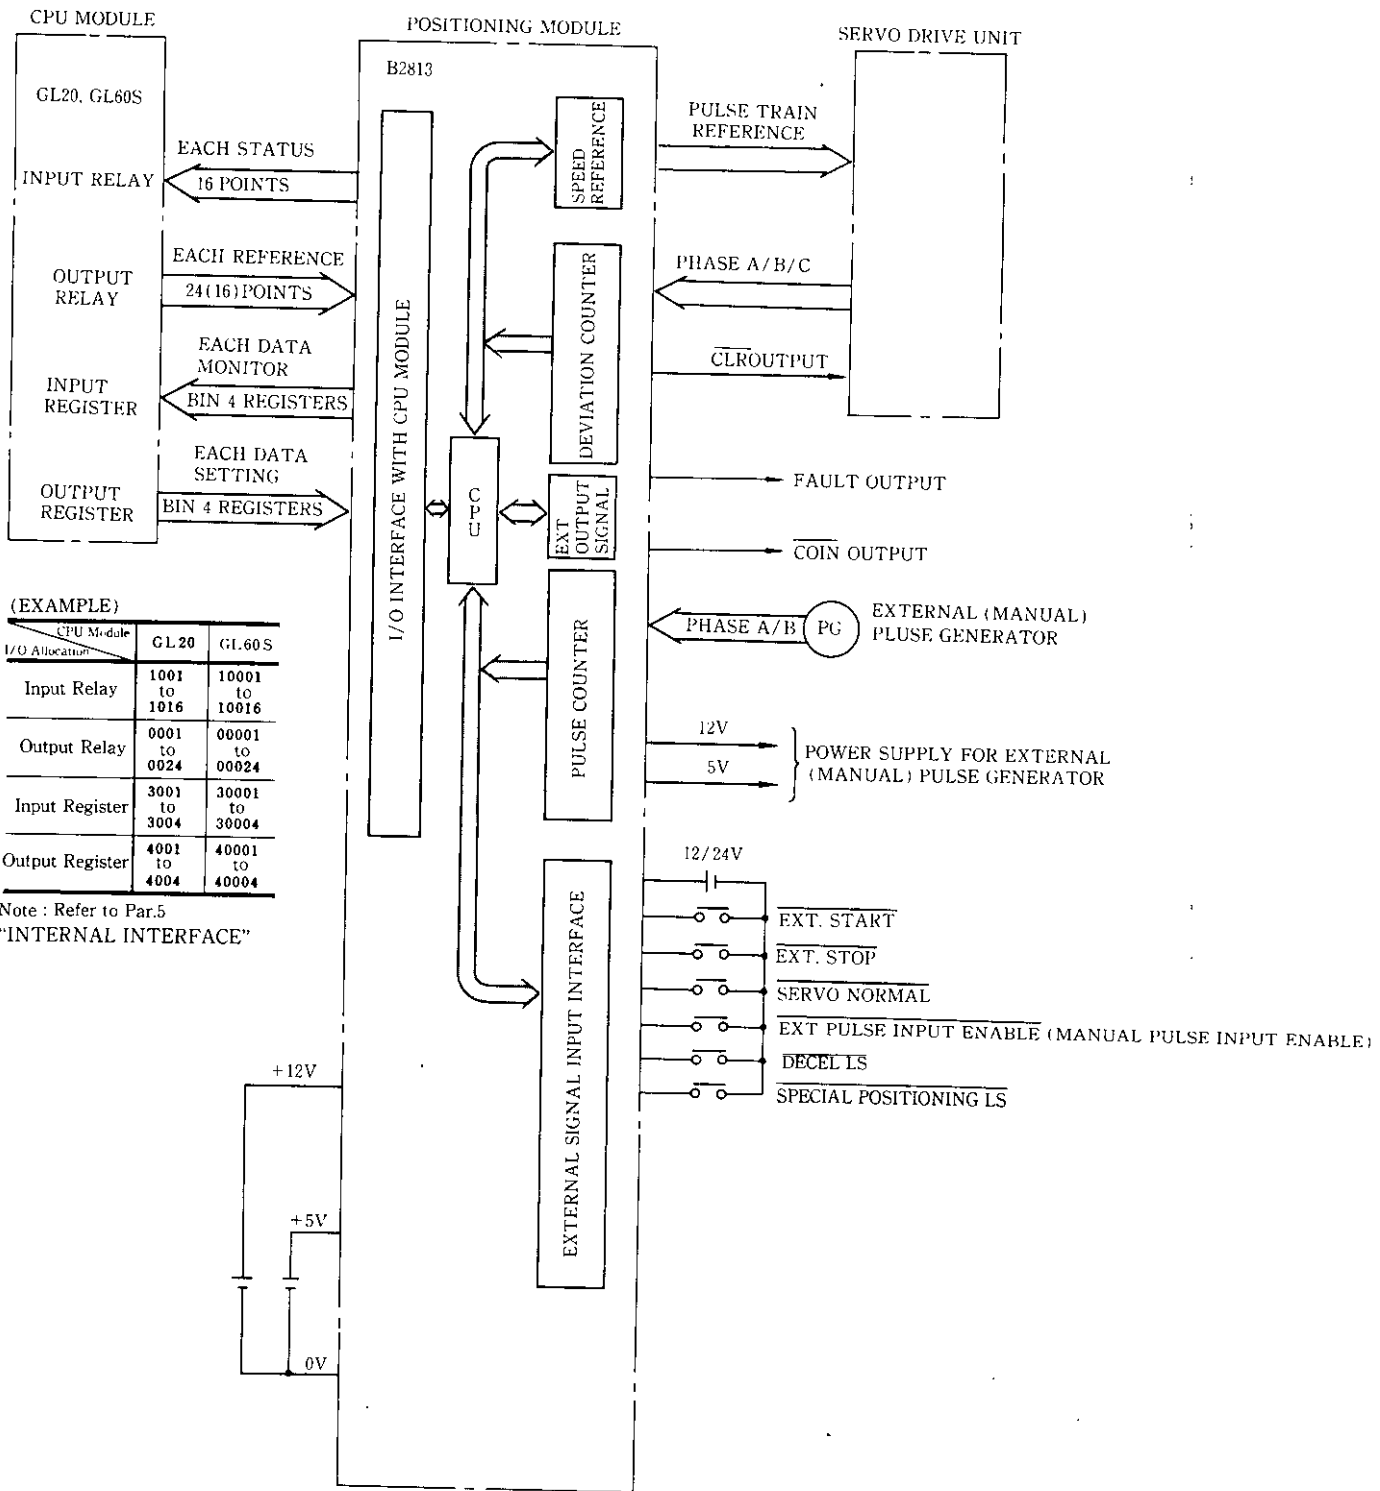 CPU MODULE
POSITIONING MODULE
SERVO DRIVE UNIT
GL20, GL60S
B2813
INPUT RELAY
EACH STATUS
16 POINTS
OUTPUT
RELAY
EACH REFERENCE
24(16)POINTS
INPUT
REGISTER
EACH DATA
MONITOR
BIN 4 REGISTERS
OUTPUT
REGISTER
EACH DATA
SETTING
BIN 4 REGISTERS
I/O INTERFACE WITH CPU MODULE
CPU
SPEED
REFERENCE
DEVIATION COUNTER
EXT
OUTPUT
SIGNAL
PULSE COUNTER
EXTERNAL SIGNAL INPUT INTERFACE
PULSE TRAIN
REFERENCE
PHASE A/B/C
CLROUTPUT
FAULT OUTPUT
COIN OUTPUT
PHASE A/B
PG
EXTERNAL (MANUAL)
PLUSE GENERATOR
12V
5V
POWER SUPPLY FOR EXTERNAL
(MANUAL) PULSE GENERATOR
12/24V
EXT. START
EXT. STOP
SERVO NORMAL
EXT PULSE INPUT ENABLE (MANUAL PULSE INPUT ENABLE)
DECEL LS
SPECIAL POSITIONING LS
(EXAMPLE)
CPU Module
I/O Allocation
GL20
GL60S
Input Relay
1001
to
1016
10001
to
10016
Output Relay
0001
to
0024
00001
to
00024
Input Register
3001
to
3004
30001
to
30004
Output Register
4001
to
4004
40001
to
40004
Note : Refer to Par.5
"INTERNAL INTERFACE"
+12V
+5V
0V